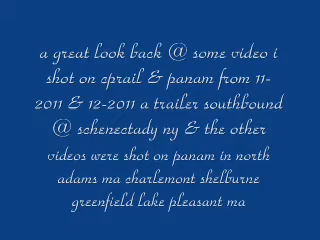 a great look back @ some video i
shot on cprail & panam from 11-
2011 & 12-2011 a trailer southbound
@ schenectady ny & the other
videos were shot on panam in north
adams ma charlemont shelburne
greenfield lake pleasant ma